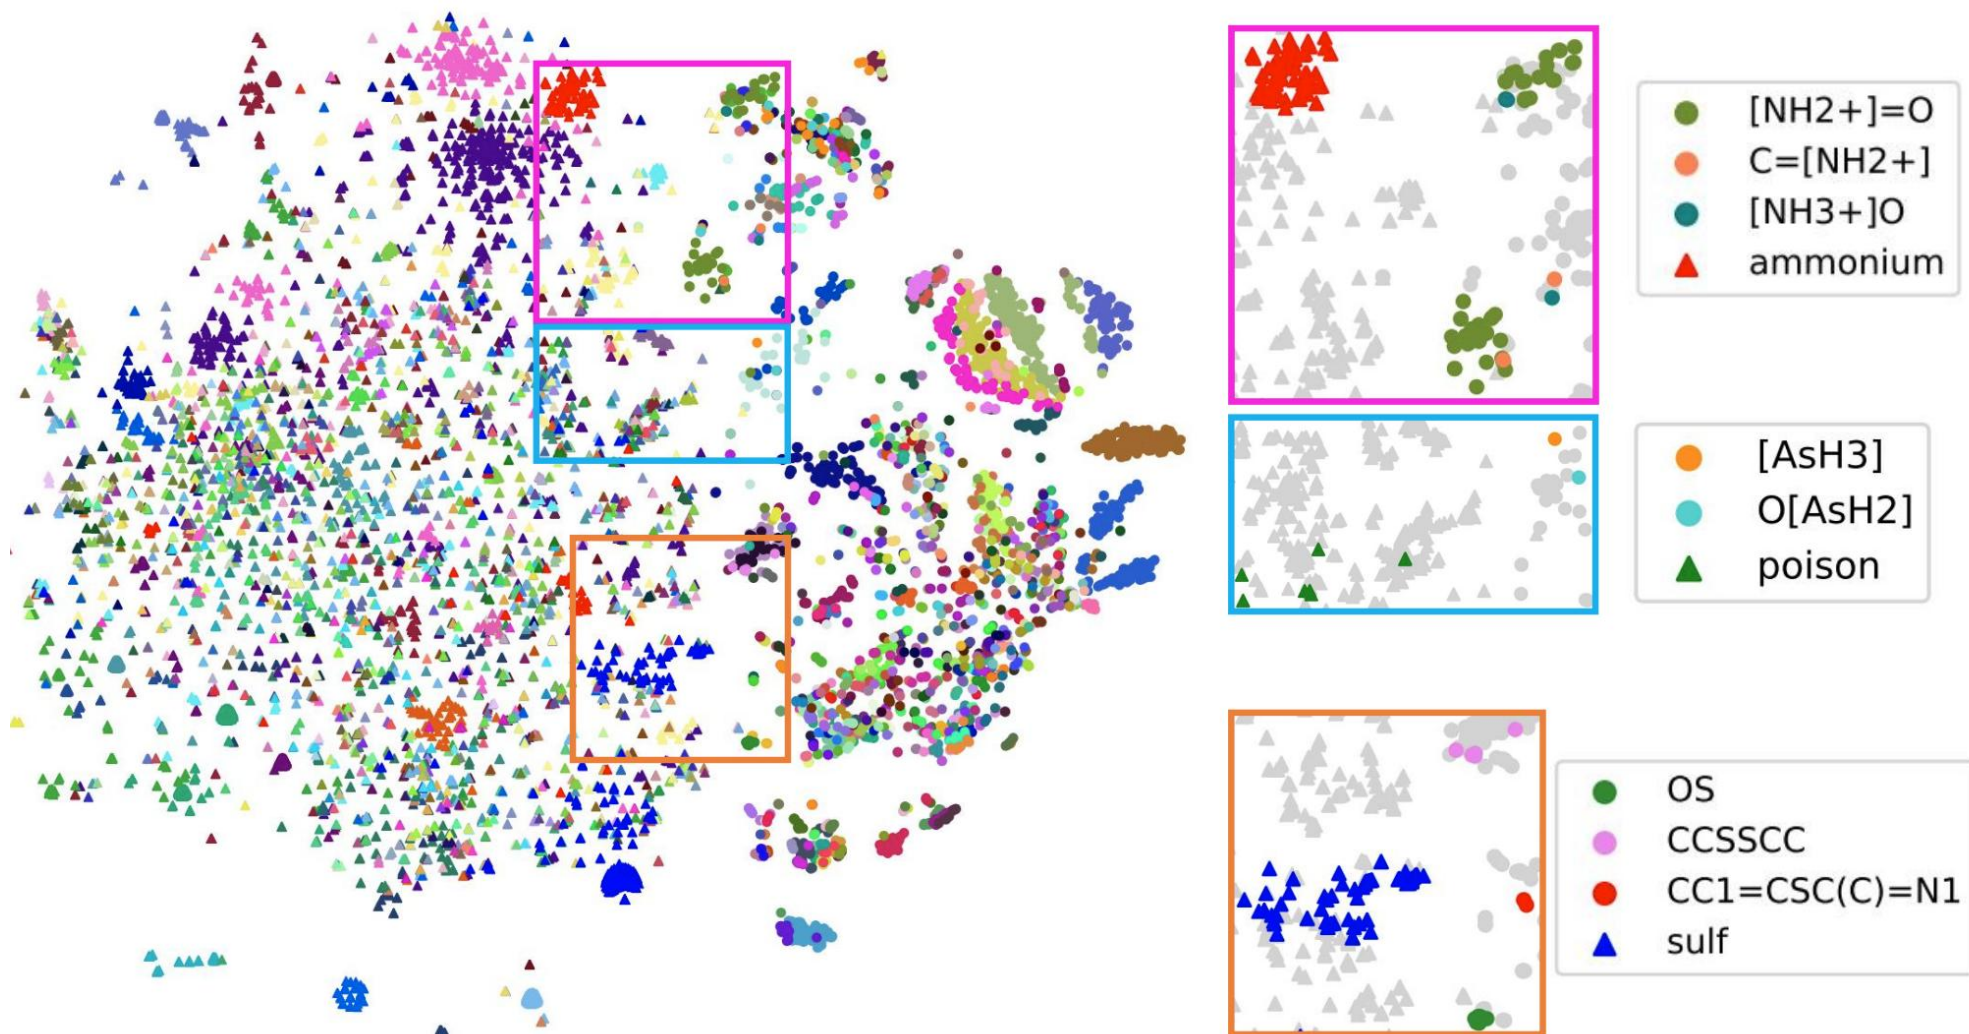 [NH2+]=O
C=[NH2+]
[NH3+]O
ammonium
[AsH3]
O[AsH2]
poison
OS
CCSSCC
CC1=CSC(C)=N1
sulf